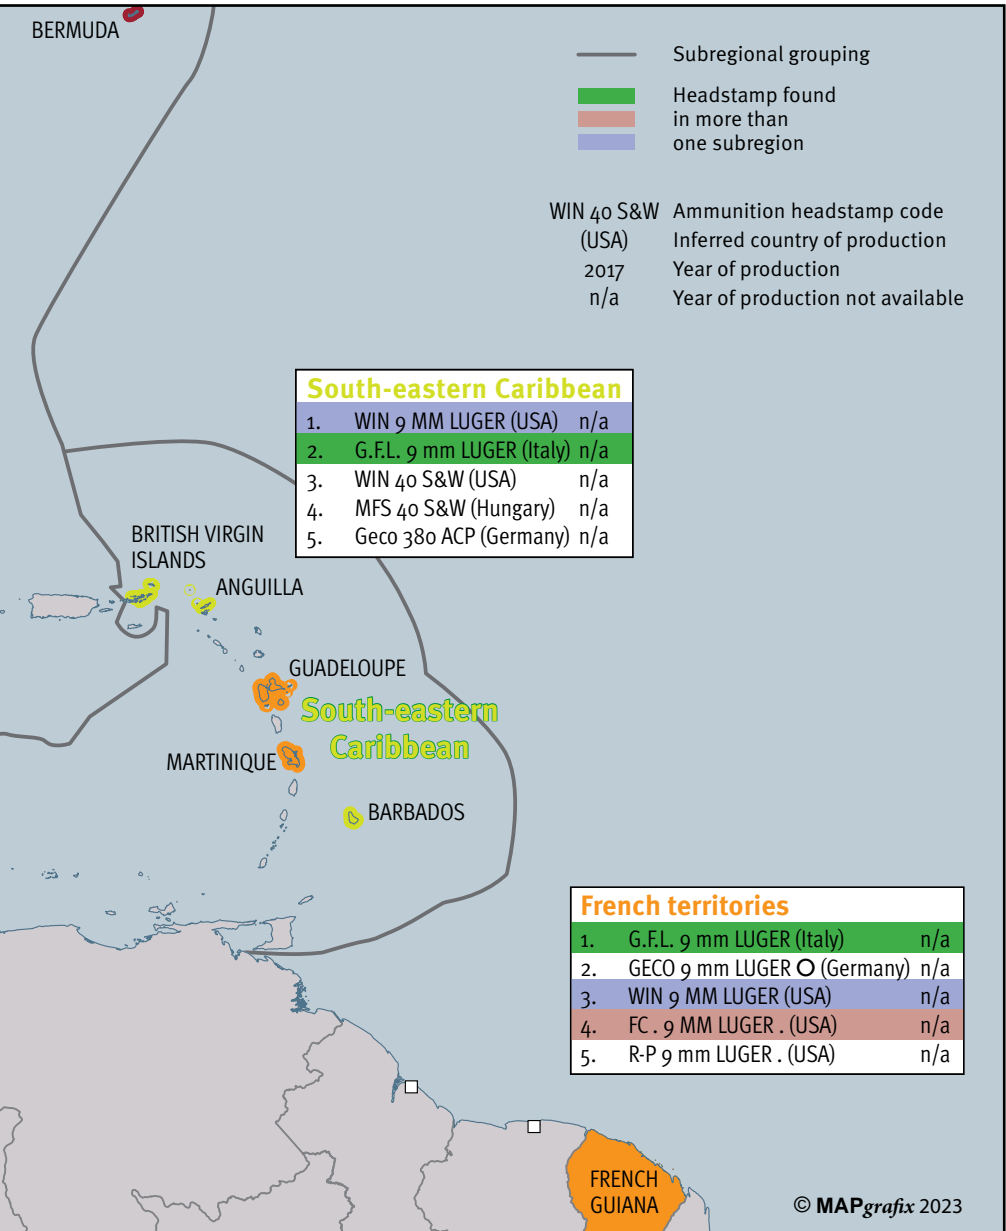 BERMUDA
Subregional grouping
Headstamp found
in more than
one subregion
WIN 40 S&W Ammunition headstamp code
(USA) Inferred country of production
2017 Year of production
n/a Year of production not available
South-eastern Caribbean
1. WIN 9 MM LUGER (USA) n/a
2. G.F.L. 9 mm LUGER (Italy) n/a
3. WIN 40 S&W (USA) n/a
4. MFS 40 S&W (Hungary) n/a
5. Geco 380 ACP (Germany) n/a
BRITISH VIRGIN
ISLANDS
ANGUILLA
GUADELOUPE
South-eastern
Caribbean
MARTINIQUE
BARBADOS
French territories
1. G.F.L. 9 mm LUGER (Italy) n/a
2. GECO 9 mm LUGER O (Germany) n/a
3. WIN 9 MM LUGER (USA) n/a
4. FC . 9 MM LUGER . (USA) n/a
5. R-P 9 mm LUGER . (USA) n/a
FRENCH
GUIANA
© MAPgrafix 2023